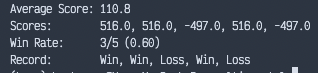 Average Score: 110.8
Scores: 516.0, 516.0, -497.0, 516.0, -497.0
Win Rate: 3/5 (0.60)
Record: Win, Win, Loss, Win, Loss